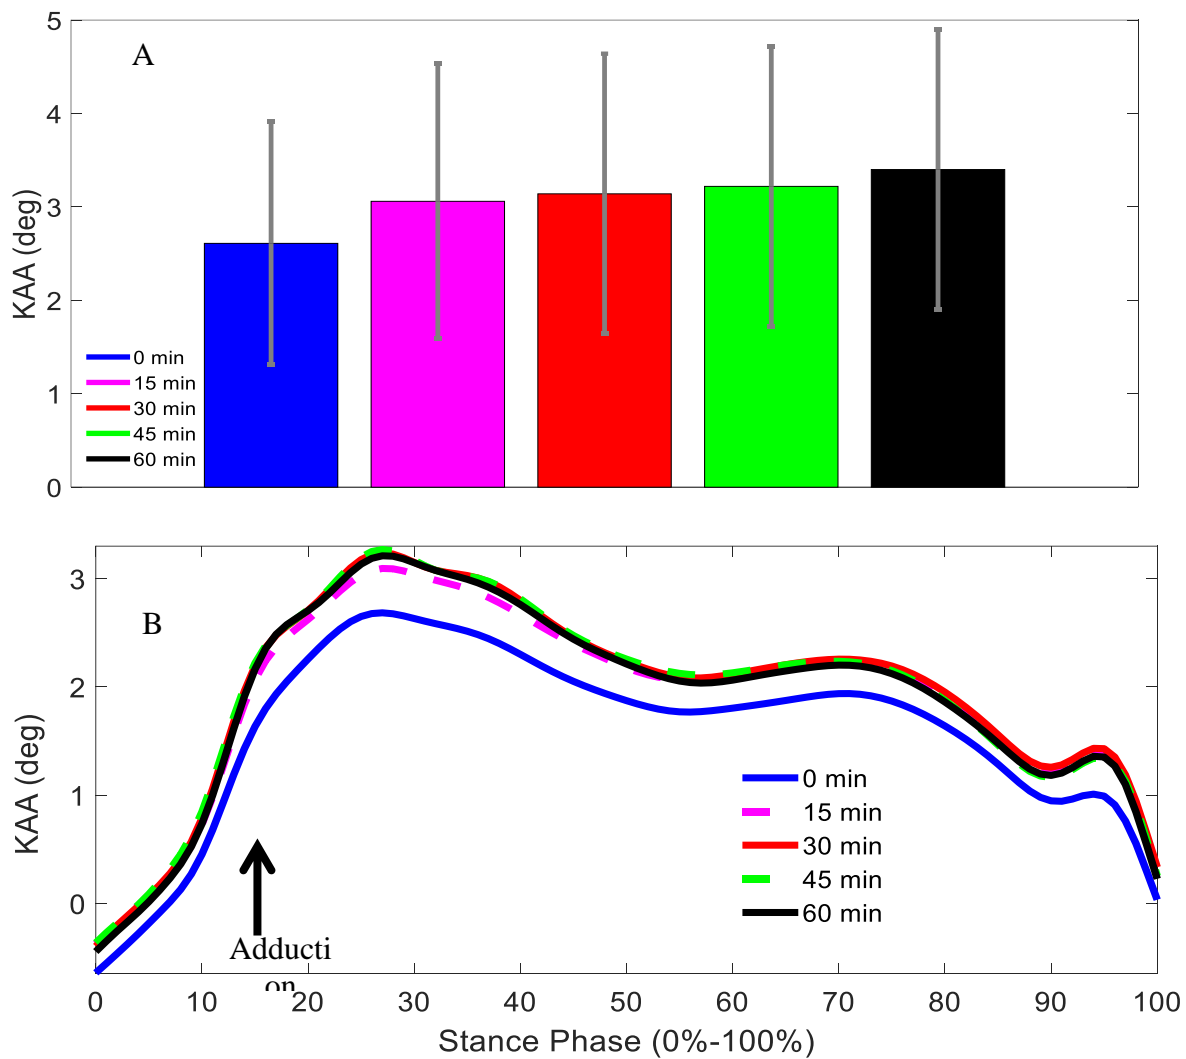 5
A
4
3
KAA (deg)
2
0 min
15 min
1
30 min
45 min
60 min
0
3
B
2
KAA (deg)
0 min
1
15 min
30 min
45 min
0
60 min
Adducti
on
0 10 20 30 40 50 60 70 80 90 100
Stance Phase (0%-100%)